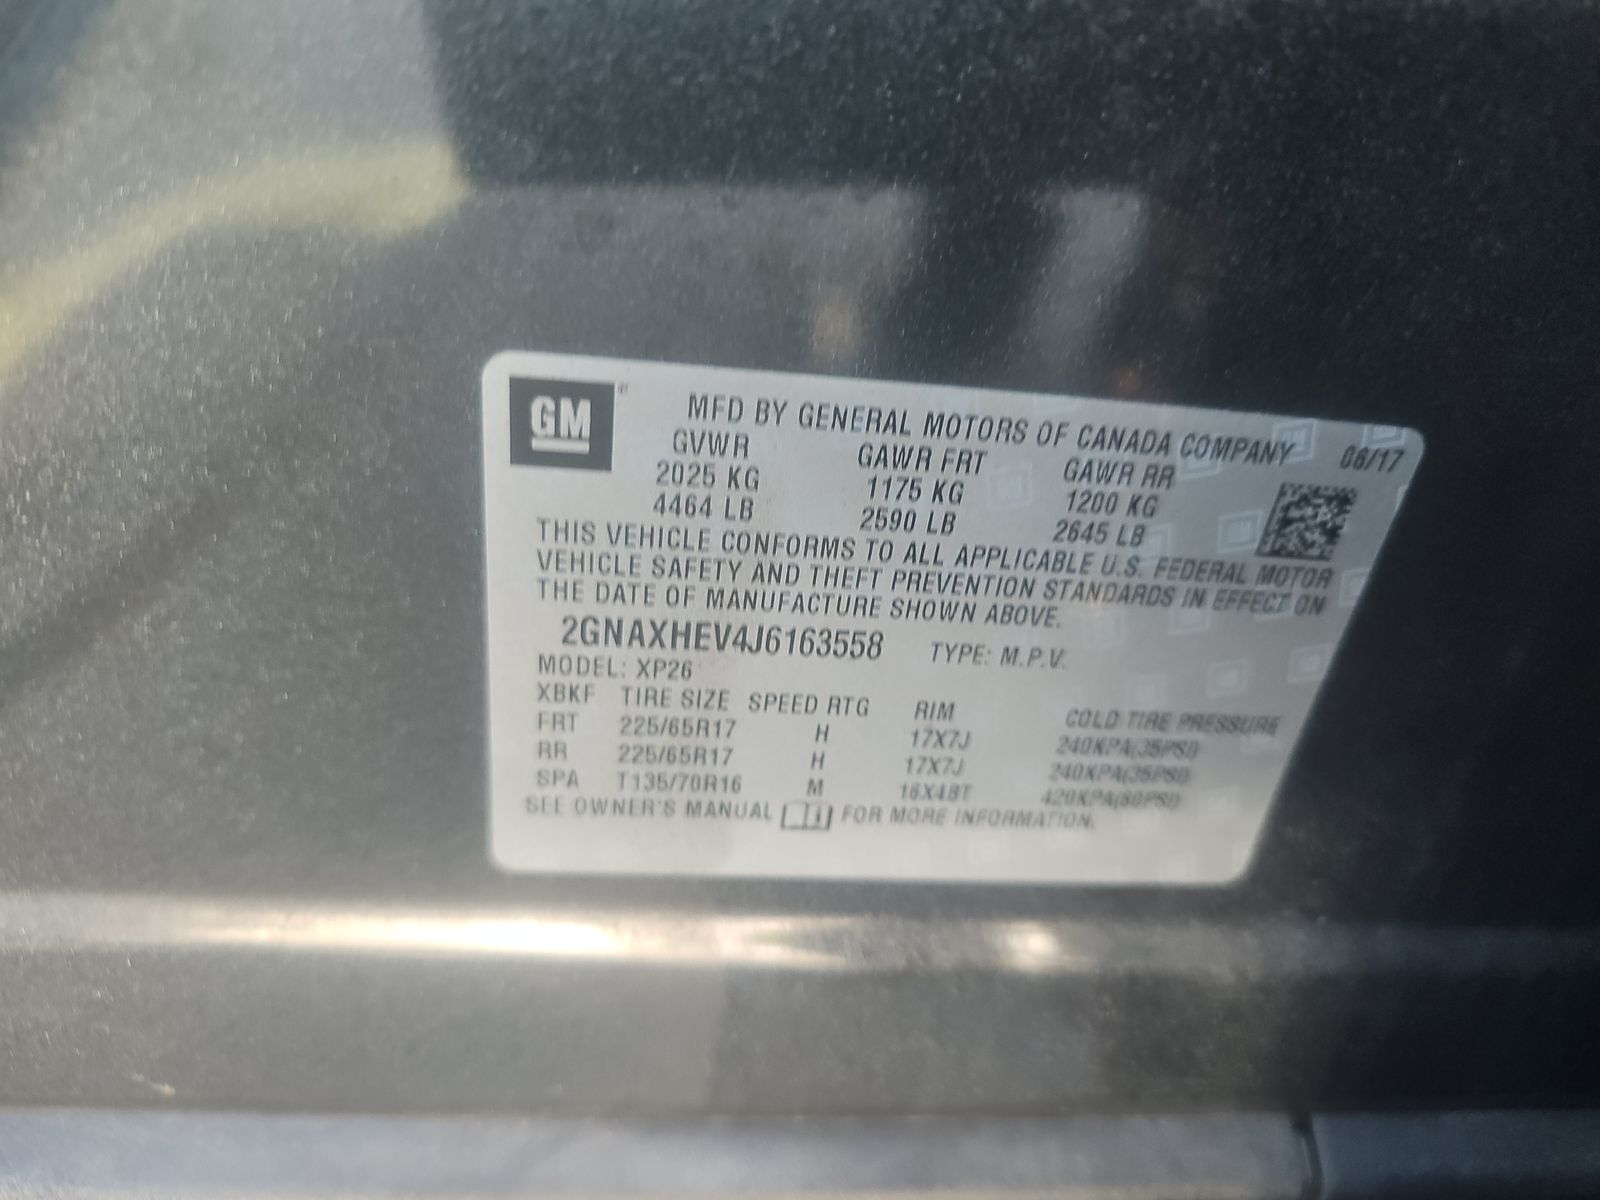 GM
MFD BY GENERAL MOTORS OF CANADA COMPANY 06/17
GVWR GAWR FRT GAWR RR
2025 KG 1175 KG 1200 KG
4464 LB 2590 LB 2645 LB
THIS VEHICLE CONFORMS TO ALL APPLICABLE U.S. FEDERAL MOTOR
VEHICLE SAFETY AND THEFT PREVENTION STANDARDS IN EFFECT ON
THE DATE OF MANUFACTURE SHOWN ABOVE.
2GNAXHEV4J6163558 TYPE: M.P.V.
MODEL: XP26
XBKF TIRE SIZE SPEED RTG RIM COLD TIRE PRESSURE
FRT 225/65R17 H 17X7J 240KPA(35PSI)
RR 225/65R17 H 17X7J 240KPA(35PSI)
SPA T135/70R16 M 16X4BT 420KPA(60PSI)
SEE OWNER'S MANUAL FOR MORE INFORMATION.